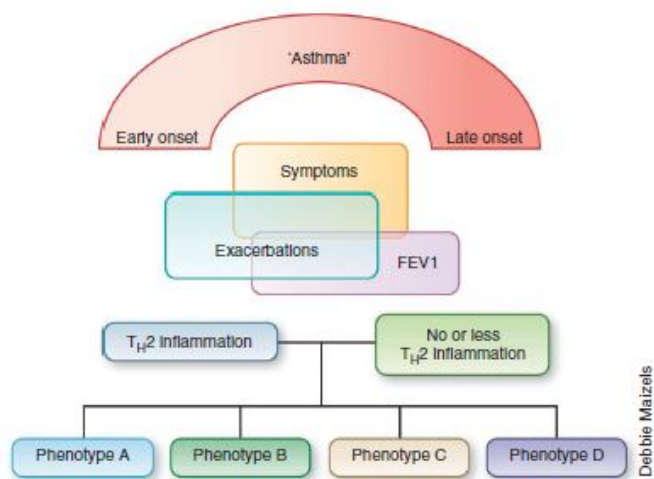 'Asthma'
Early onset
Late onset
Symptoms
Exacerbations
FEV1
TH2 inflammation
No or less
TH2 inflammation
Phenotype A
Phenotype B
Phenotype C
Phenotype D
Debbie Maizels